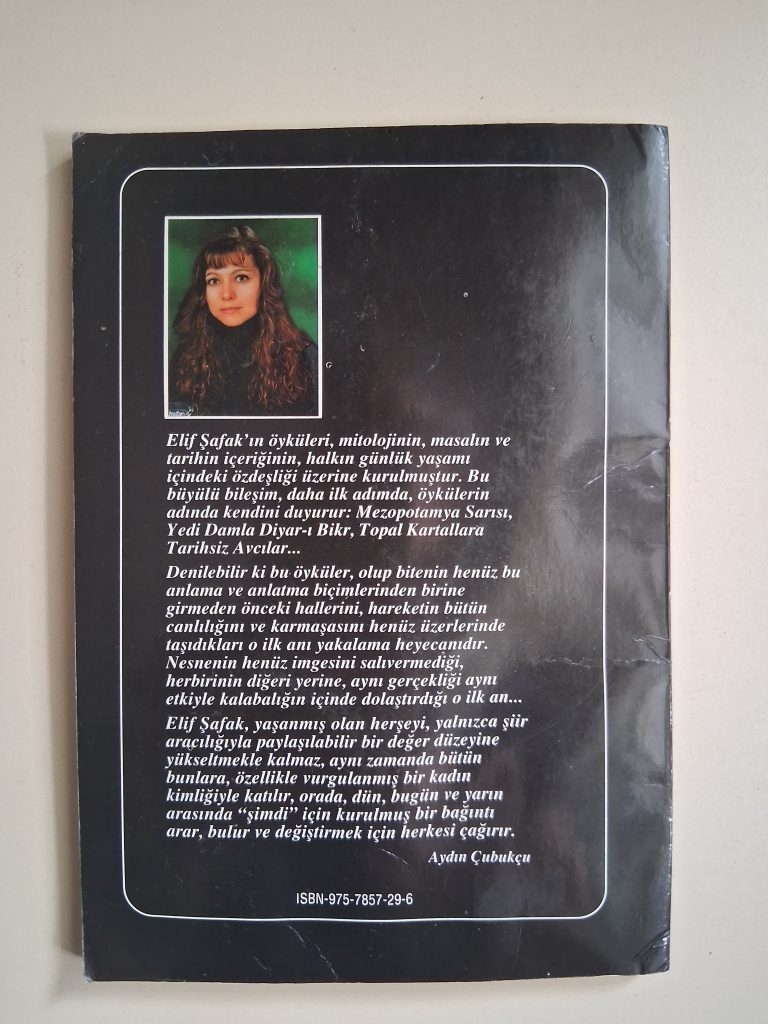 Elif Şafak'ın öyküleri, mitolojinin, masalın ve
tarihin içeriğinin, halkın günlük yaşamı
içindeki özdeşliği üzerine kurulmuştur. Bu
büyülü bileşim, daha ilk adımda, öykülerin
adında kendini duyurur: Mezopotamya Sarısı,
Yedi Damla Diyar-ı Bikr, Topal Kartallara
Tarihsiz Avcılar...
Denilebilir ki bu öyküler, olup bitenin henüz bu
anlama ve anlatma biçimlerinden birine
girmeden önceki hallerini, hareketin bütün
canlılığını ve karmaşasını henüz üzerlerinde
taşıdıkları o ilk anı yakalama heyecanıdır.
Nesnenin henüz imgesini salıvermediği,
herbirinin diğeri yerine, aynı gerçekliği aynı
etkiyle kalabalığın içinde dolaştırdığı o ilk an...
Elif Şafak, yaşanmış olan herşeyi, yalnızca şiir
aracılığıyla paylaşılabilir bir değer düzeyine
yükseltmekle kalmaz, aynı zamanda bütün
bunlara, özellikle vurgulanmış bir kadın
kimliğiyle katılır, orada, dün, bugün ve yarın
arasında "şimdi" için kurulmuş bir bağıntı
arar, bulur ve değiştirmek için herkesi çağırır.
Aydın Çubukçu
ISBN-975-7857-29-6